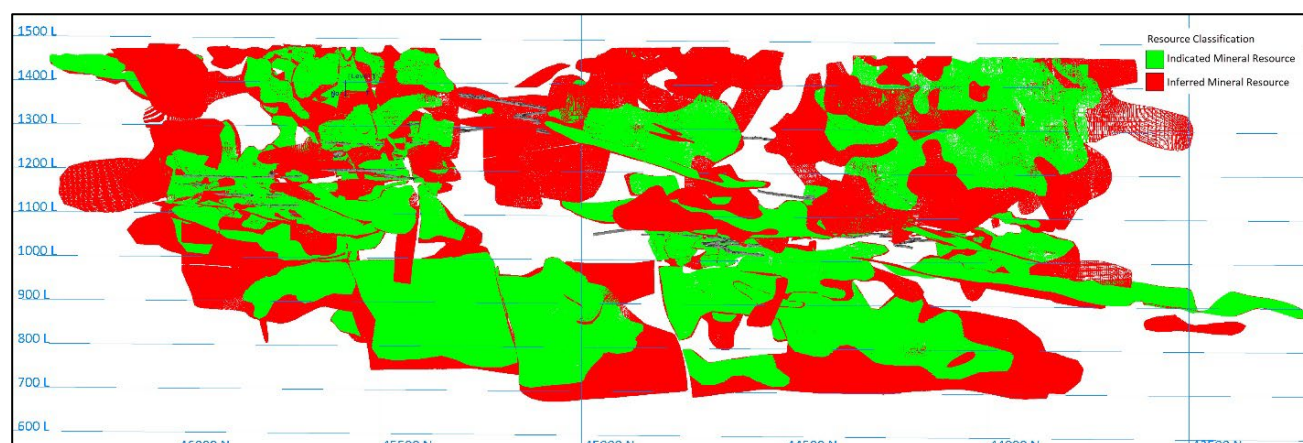 1500 L
Resource Classification
Indicated Mineral Resource
1400 L
Inferred Mineral Resource
1300 L
1200 L
1100 L
1000 L
900 L
800 L
700 L
600 L